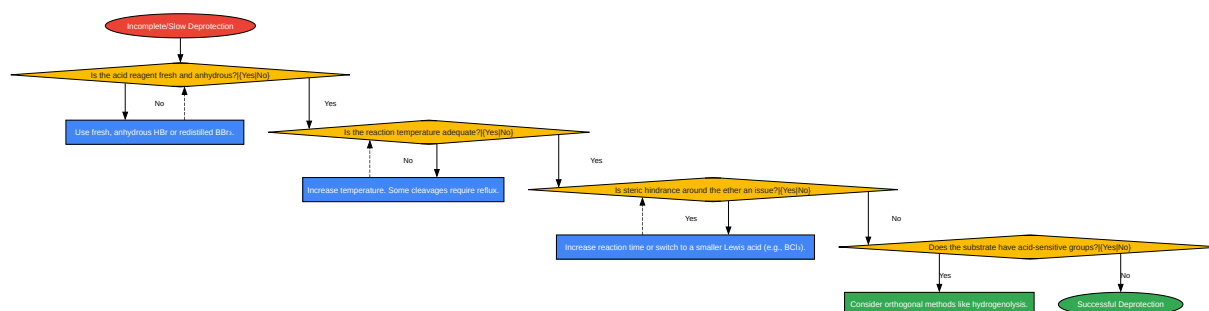 Incomplete/Slow Deprotection
Is the acid reagent fresh and anhydrous?|{Yes|No}
No
Yes
Use fresh, anhydrous HBr or redistilled BBr₃.
Is the reaction temperature adequate?|{Yes|No}
No
Yes
Increase temperature. Some cleavages require reflux.
Is steric hindrance around the ether an issue?|{Yes|No}
Yes
No
Increase reaction time or switch to a smaller Lewis acid (e.g., BCl₃).
Does the substrate have acid-sensitive groups?|{Yes|No}
Yes
No
Consider orthogonal methods like hydrogenolysis.
Successful Deprotection